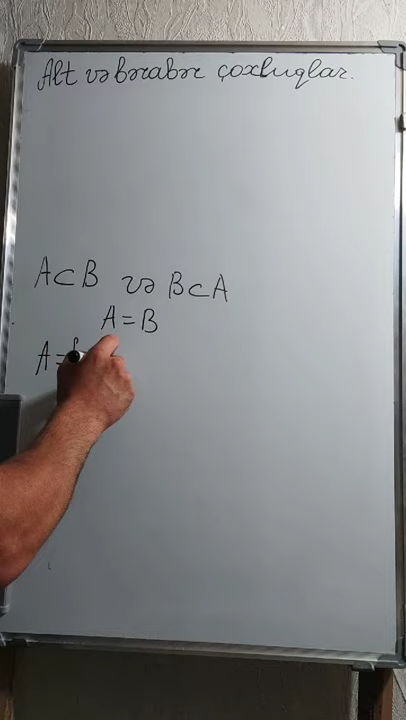 Alt və bərabər çoxluqlar.
A⊂B və B⊂A
A=B
A={